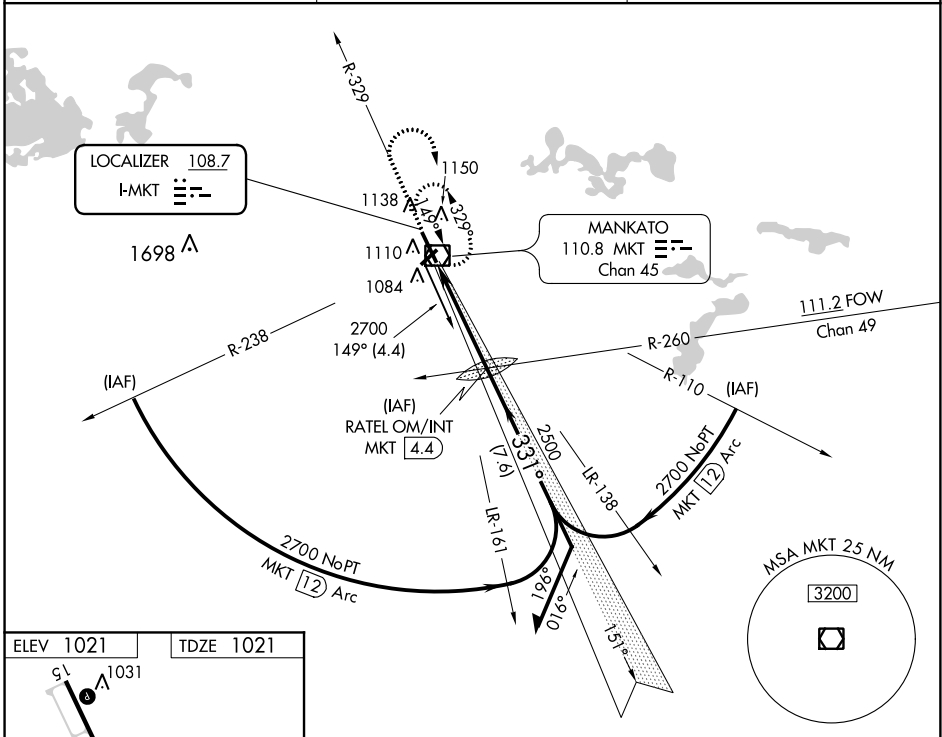 R-329
LOCALIZER 108.7
I-MKT
1150
1138
149°
329°
1698
1110
1084
MANKATO
110.8 MKT
Chan 45
2700
149° (4.4)
111.2 FOW
Chan 49
R-238
R-260
R-110
(IAF)
(IAF)
(IAF)
RATEL OM/INT
MKT 4.4
331°
2500
(7.6)
LR-138
LR-161
2700 NoPT
MKT 12 Arc
2700 NoPT
MKT 12 Arc
196°
016°
151°
MSA MKT 25 NM
3200
ELEV 1021
TDZE 1021
15
1031
P